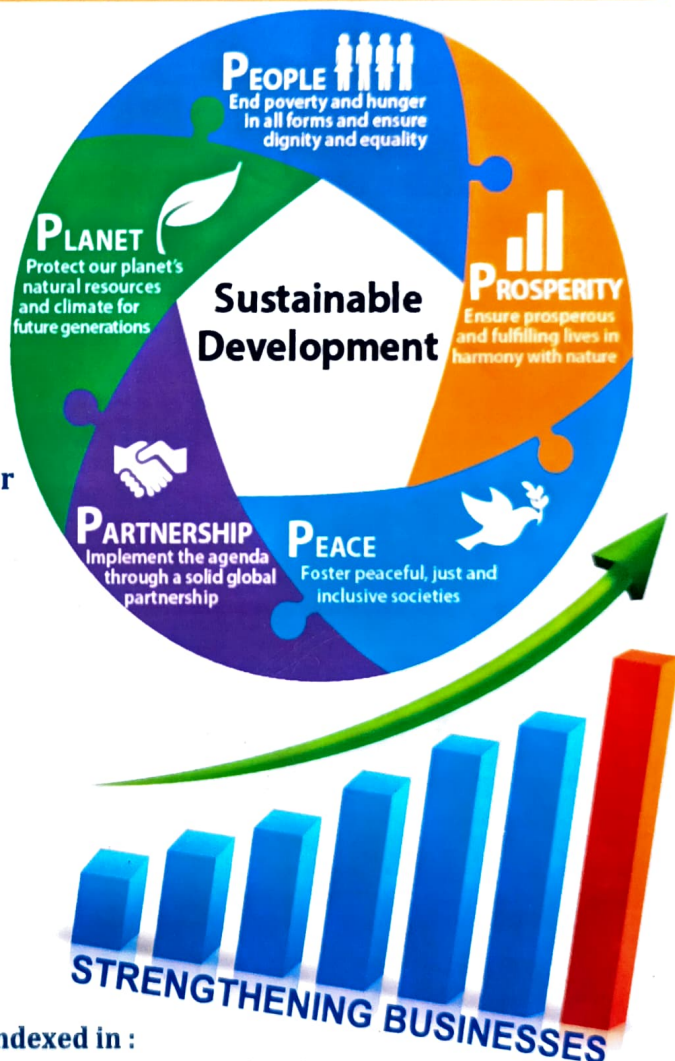 PEOPLE
End poverty and hunger
in all forms and ensure
dignity and equality
PLANET
Protect our planet's
natural resources
and climate for
future generations
Sustainable
Development
PROSPERITY
Ensure prosperous
and fulfilling lives in
harmony with nature
r
PARTNERSHIP
Implement the agenda
through a solid global
partnership
PEACE
Foster peaceful, just and
inclusive societies
STRENGTHENING BUSINESSES
ndexed in :